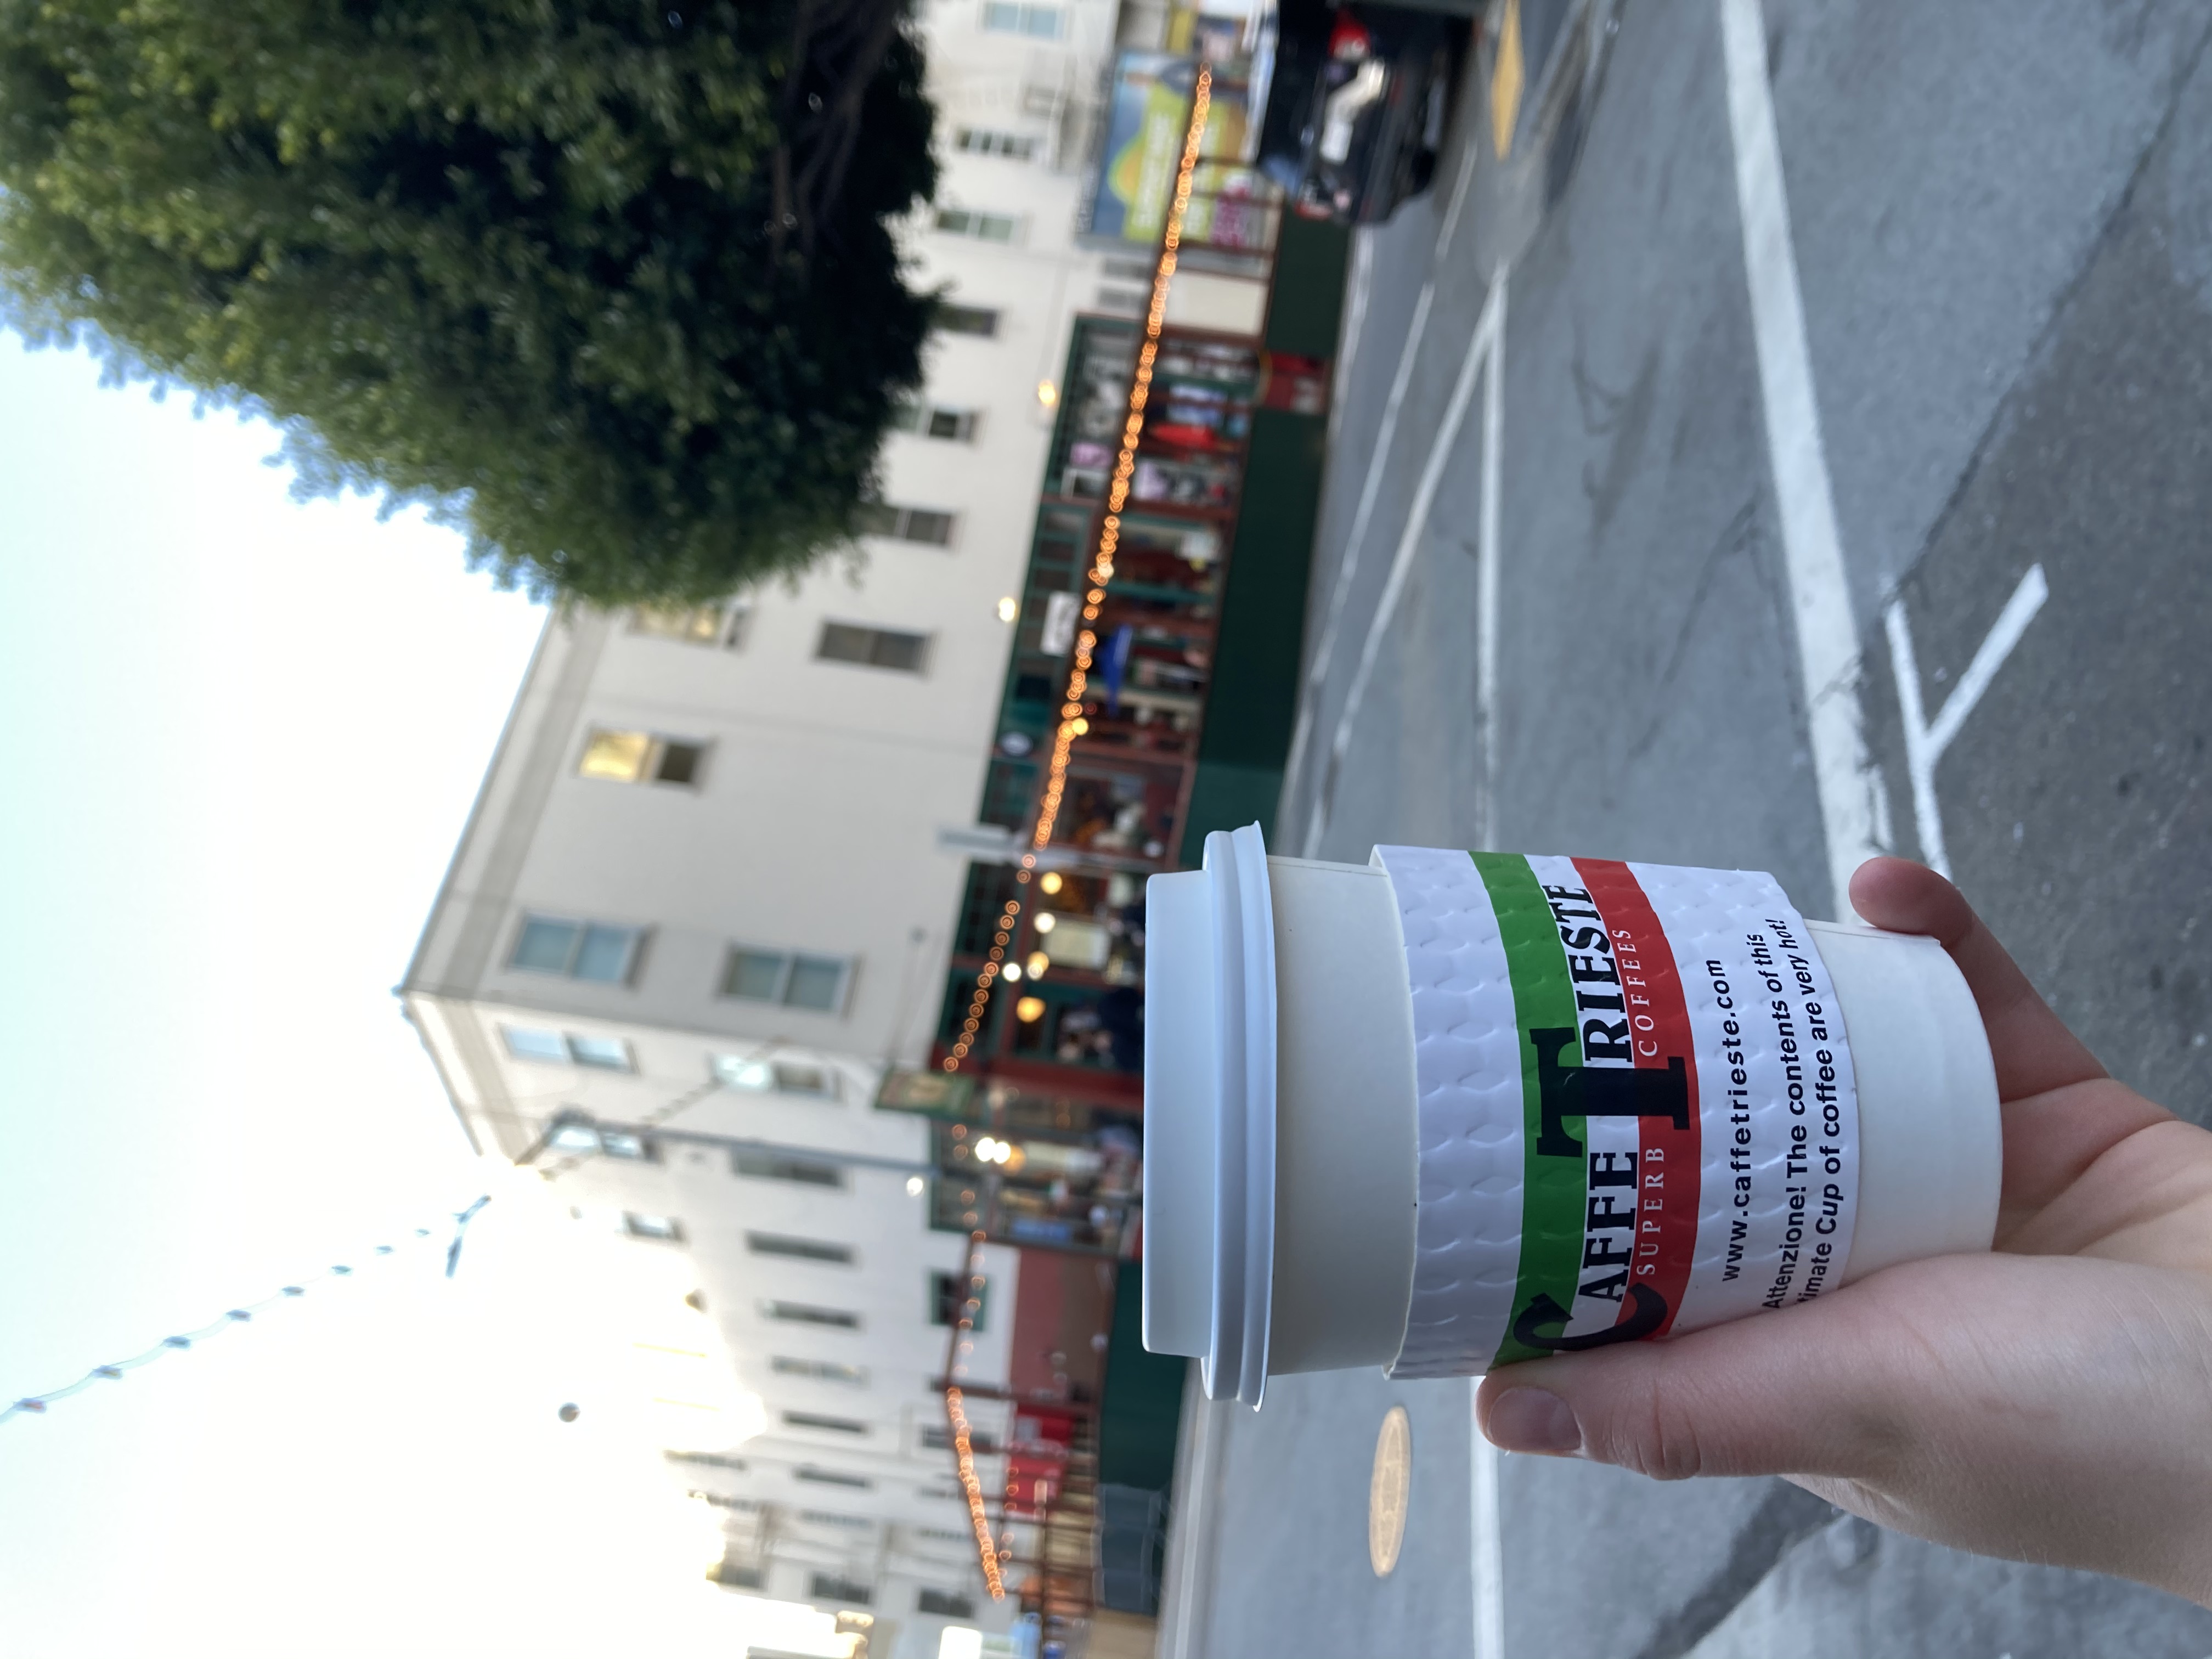 CAFFE TRIESTE
SUPERB COFFEES
www.caffetrieste.com
Attenzione! The contents of this
Cup of coffee are very hot!